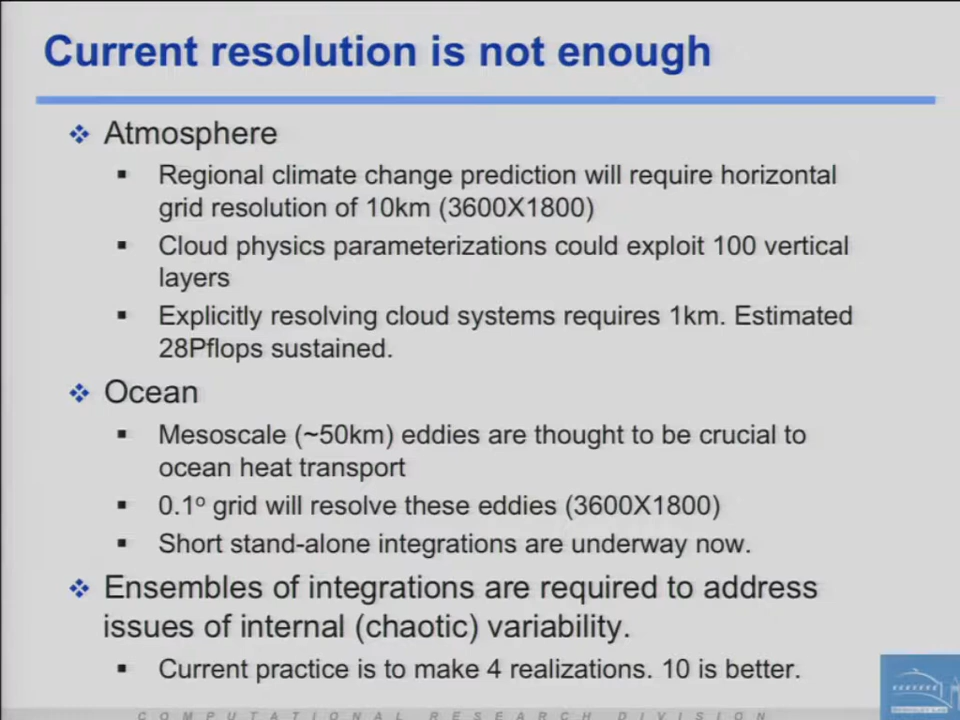 Current resolution is not enough
❖ Atmosphere
▪ Regional climate change prediction will require horizontal
grid resolution of 10km (3600X1800)
▪ Cloud physics parameterizations could exploit 100 vertical
layers
▪ Explicitly resolving cloud systems requires 1km. Estimated
28Pflops sustained.
❖ Ocean
▪ Mesoscale (~50km) eddies are thought to be crucial to
ocean heat transport
▪ 0.1º grid will resolve these eddies (3600X1800)
▪ Short stand-alone integrations are underway now.
❖ Ensembles of integrations are required to address
issues of internal (chaotic) variability.
▪ Current practice is to make 4 realizations. 10 is better.
COMPUTATIONAL RESEARCH DIVISION